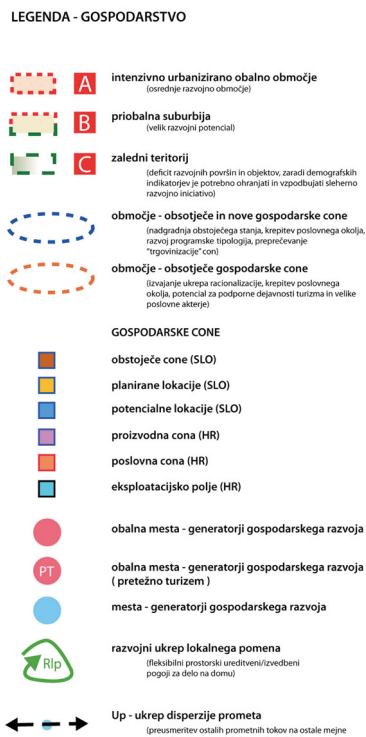 LEGENDA - GOSPODARSTVO
A
intenzivno urbanizirano obalno območje
(osrednje razvojno območje)
B
priobalna suburbija
(velik razvojni potencial)
C
zaledni teritorij
(deficit razvojnih površin in objektov, zaradi demografskih
indikatorjev je potrebno ohranjati in vzpodbujati sleherno
razvojno iniciativo)
območje - obsotječe in nove gospodarske cone
(nadgradnja obstoječega stanja, krepitev poslovnega okolja,
razvoj programske tipologija, preprečevanje
"trgovinizacije" con)
območje - obsotječe gospodarske cone
(izvajanje ukrepa racionalizacije, krepitev poslovnega
okolja, potencial za podporne dejavnosti turizma in velike
poslovne akterje)
GOSPODARSKE CONE
obstoječe cone (SLO)
planirane lokacije (SLO)
potencialne lokacije (SLO)
proizvodna cona (HR)
poslovna cona (HR)
eksploatacijsko polje (HR)
obalna mesta - generatorji gospodarskega razvoja
PT
obalna mesta - generatorji gospodarskega razvoja
( pretežno turizem )
mesta - generatorji gospodarskega razvoja
Rlp
razvojni ukrep lokalnega pomena
(fleksibilni prostorski ureditveni/izvedbeni
pogoji za delo na domu)
Up - ukrep disperzije prometa
(preusmeritev ostalih prometnih tokov na ostale mejne